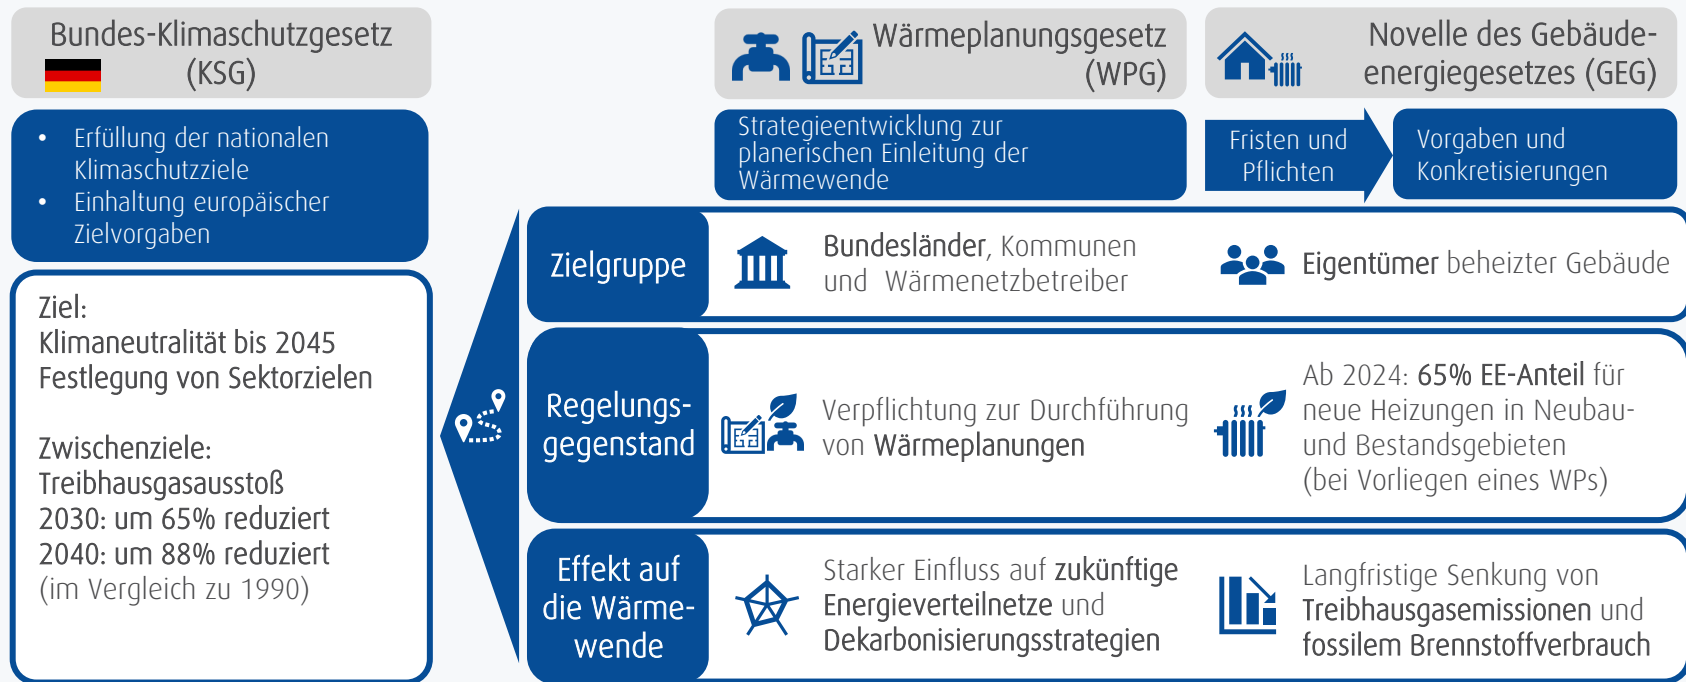 Bundes-Klimaschutzgesetz
(KSG)
• Erfüllung der nationalen
Klimaschutzziele
• Einhaltung europäischer
Zielvorgaben
Ziel:
Klimaneutralität bis 2045
Festlegung von Sektorzielen
Zwischenziele:
Treibhausgasausstoß
2030: um 65% reduziert
2040: um 88% reduziert
(im Vergleich zu 1990)
Wärmeplanungsgesetz
(WPG)
Strategieentwicklung zur
planerischen Einleitung der
Wärmewende
Novelle des Gebäude-
energiegesetzes (GEG)
Fristen und
Pflichten
Vorgaben und
Konkretisierungen
Zielgruppe
Bundesländer, Kommunen
und Wärmenetzbetreiber
Eigentümer beheizter Gebäude
Regelungs-
gegenstand
Verpflichtung zur Durchführung
von Wärmeplanungen
Ab 2024: 65% EE-Anteil für
neue Heizungen in Neubau-
und Bestandsgebieten
(bei Vorliegen eines WPs)
Effekt auf
die Wärme-
wende
Starker Einfluss auf zukünftige
Energieverteilnetze und
Dekarbonisierungsstrategien
Langfristige Senkung von
Treibhausgasemissionen und
fossilem Brennstoffverbrauch